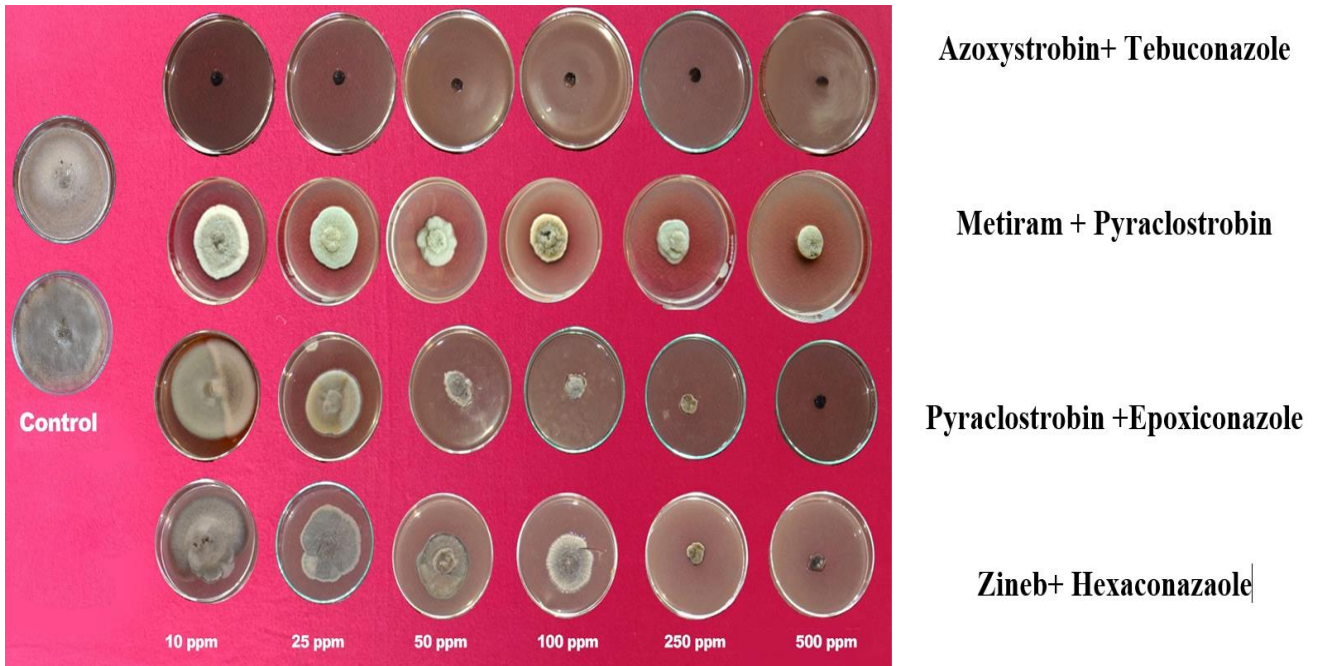 Azoxystrobin+ Tebuconazole
Metiram + Pyraclostrobin
Control
Pyraclostrobin +Epoxiconazole
Zineb+ Hexaconazaole
10 ppm 25 ppm 50 ppm 100 ppm 250 ppm 500 ppm